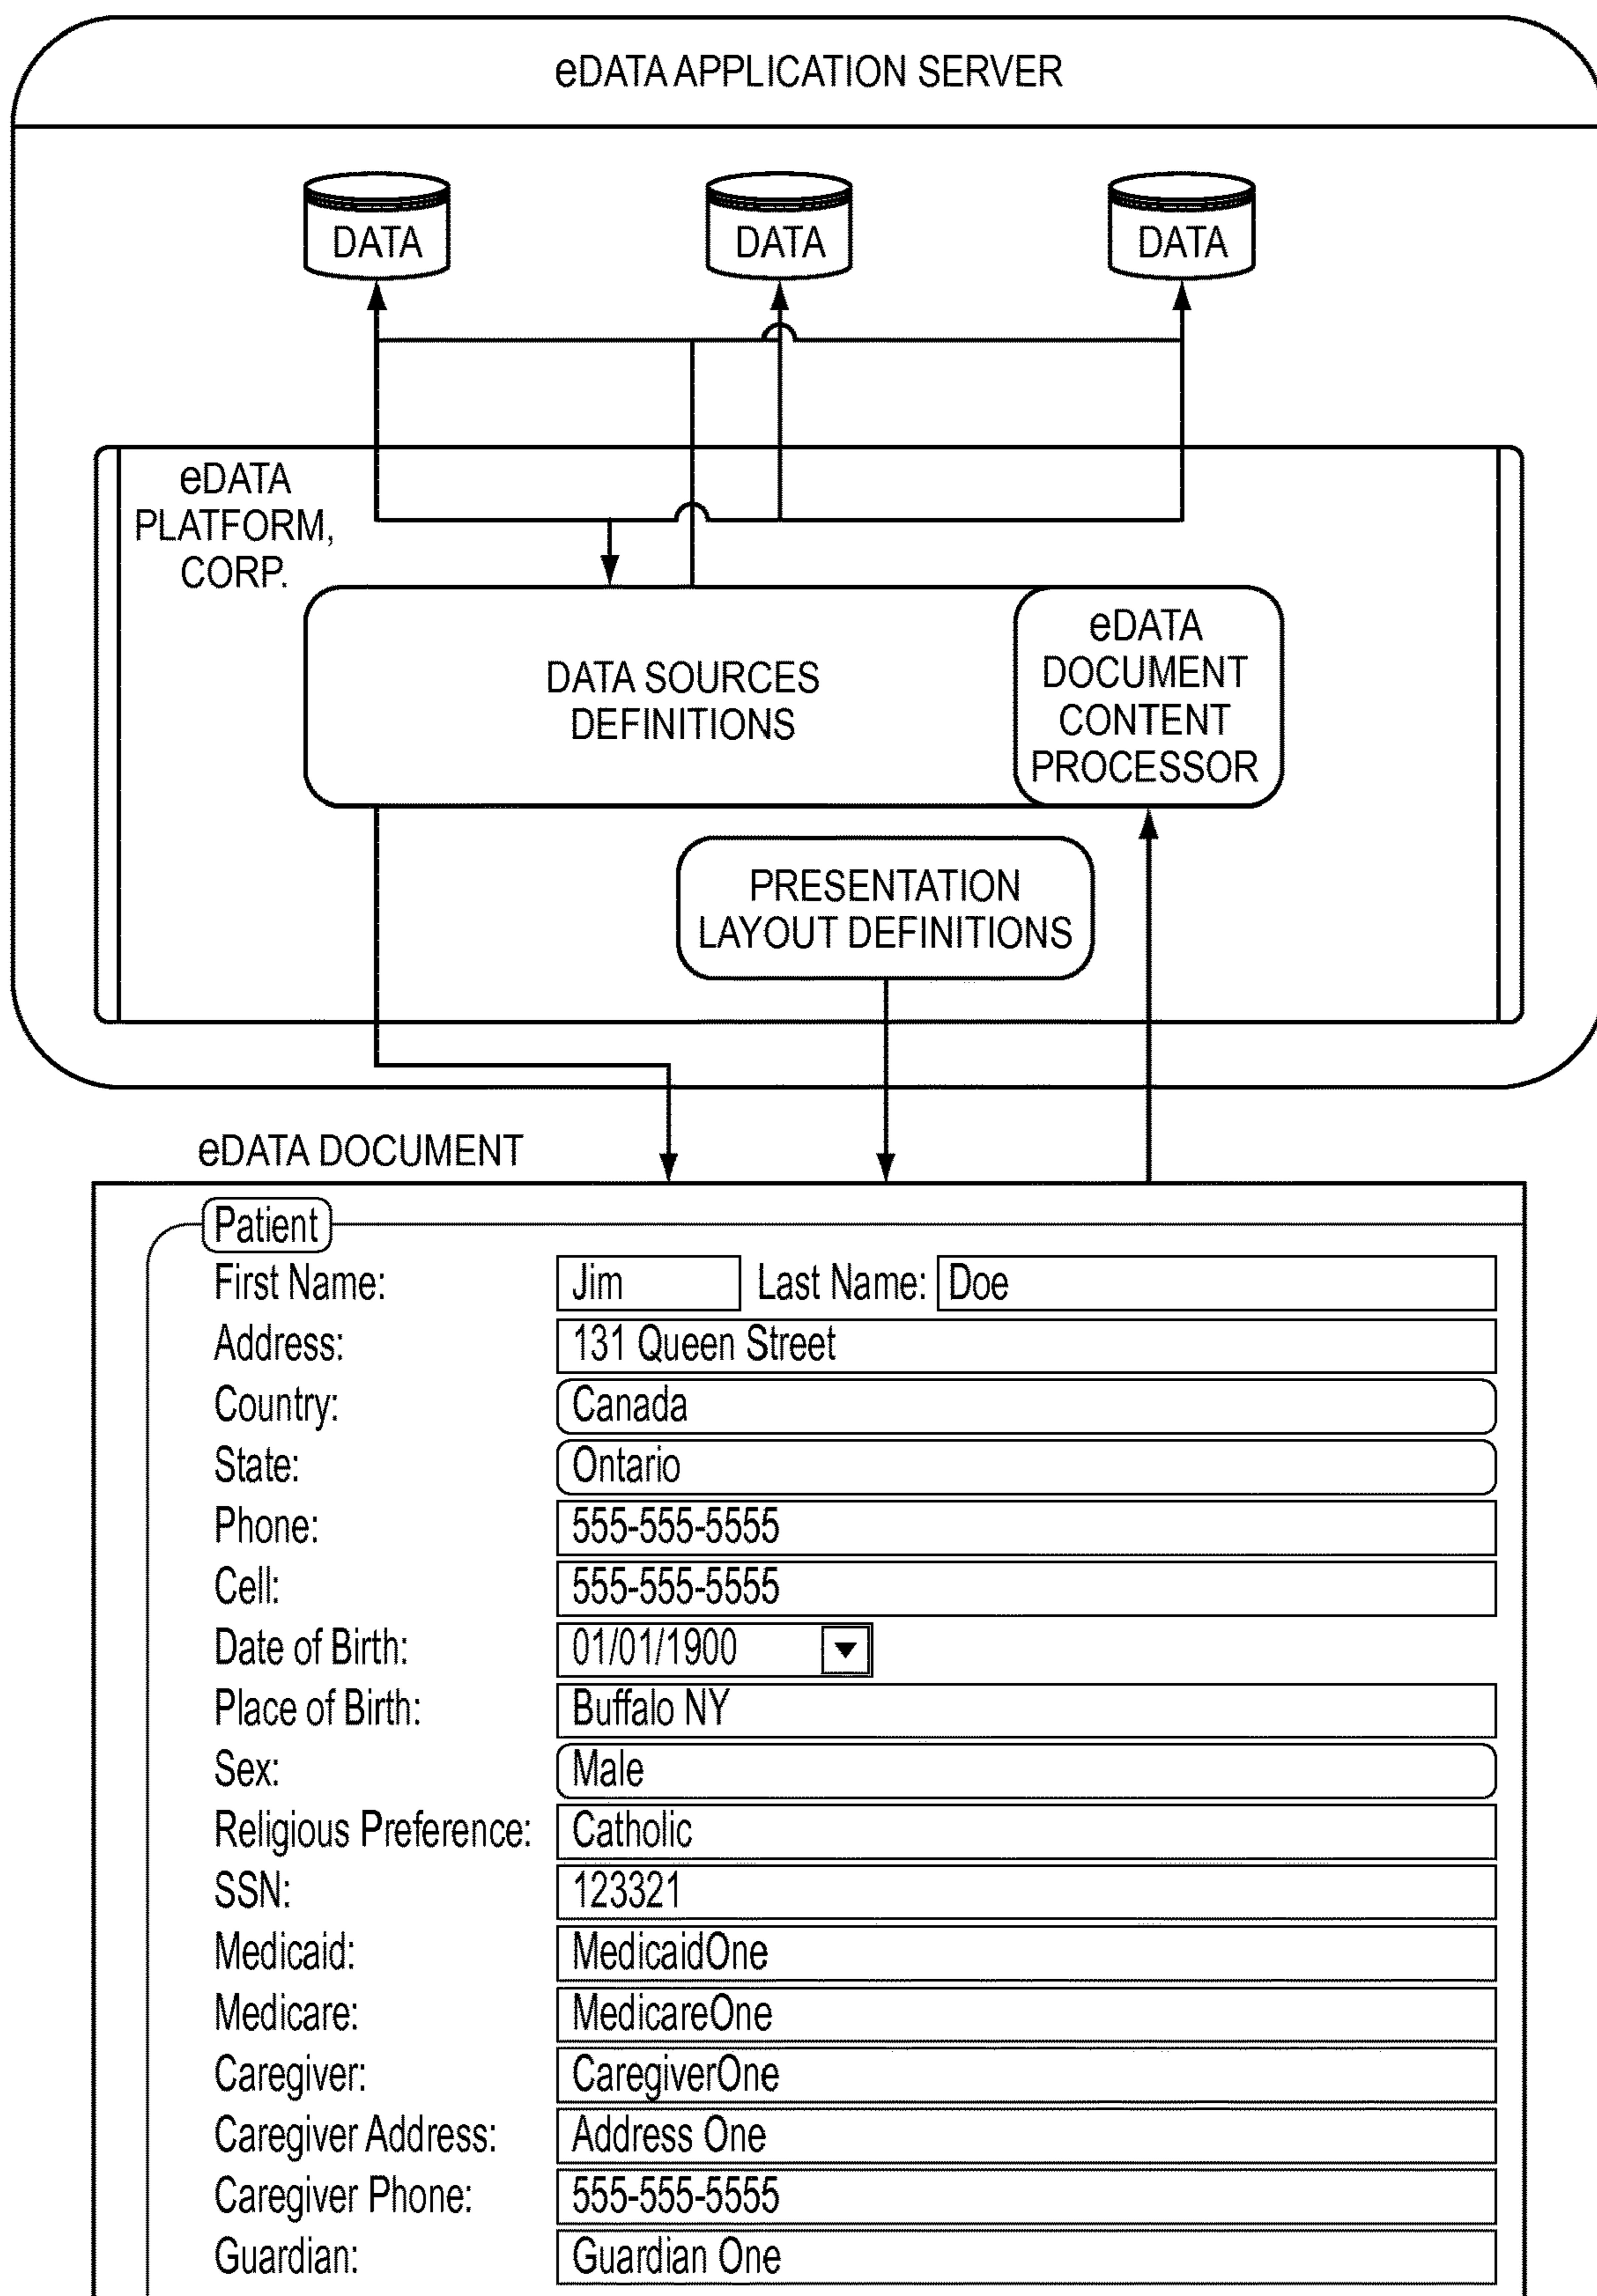 eDATA APPLICATION SERVER
DATA
DATA
DATA
eDATA
PLATFORM,
CORP.
DATA SOURCES
DEFINITIONS
eDATA
DOCUMENT
CONTENT
PROCESSOR
PRESENTATION
LAYOUT DEFINITIONS
eDATA DOCUMENT
Patient
First Name: Jim Last Name: Doe
Address: 131 Queen Street
Country: Canada
State: Ontario
Phone: 555-555-5555
Cell: 555-555-5555
Date of Birth: 01/01/1900
Place of Birth: Buffalo NY
Sex: Male
Religious Preference: Catholic
SSN: 123321
Medicaid: MedicaidOne
Medicare: MedicareOne
Caregiver: CaregiverOne
Caregiver Address: Address One
Caregiver Phone: 555-555-5555
Guardian: Guardian One